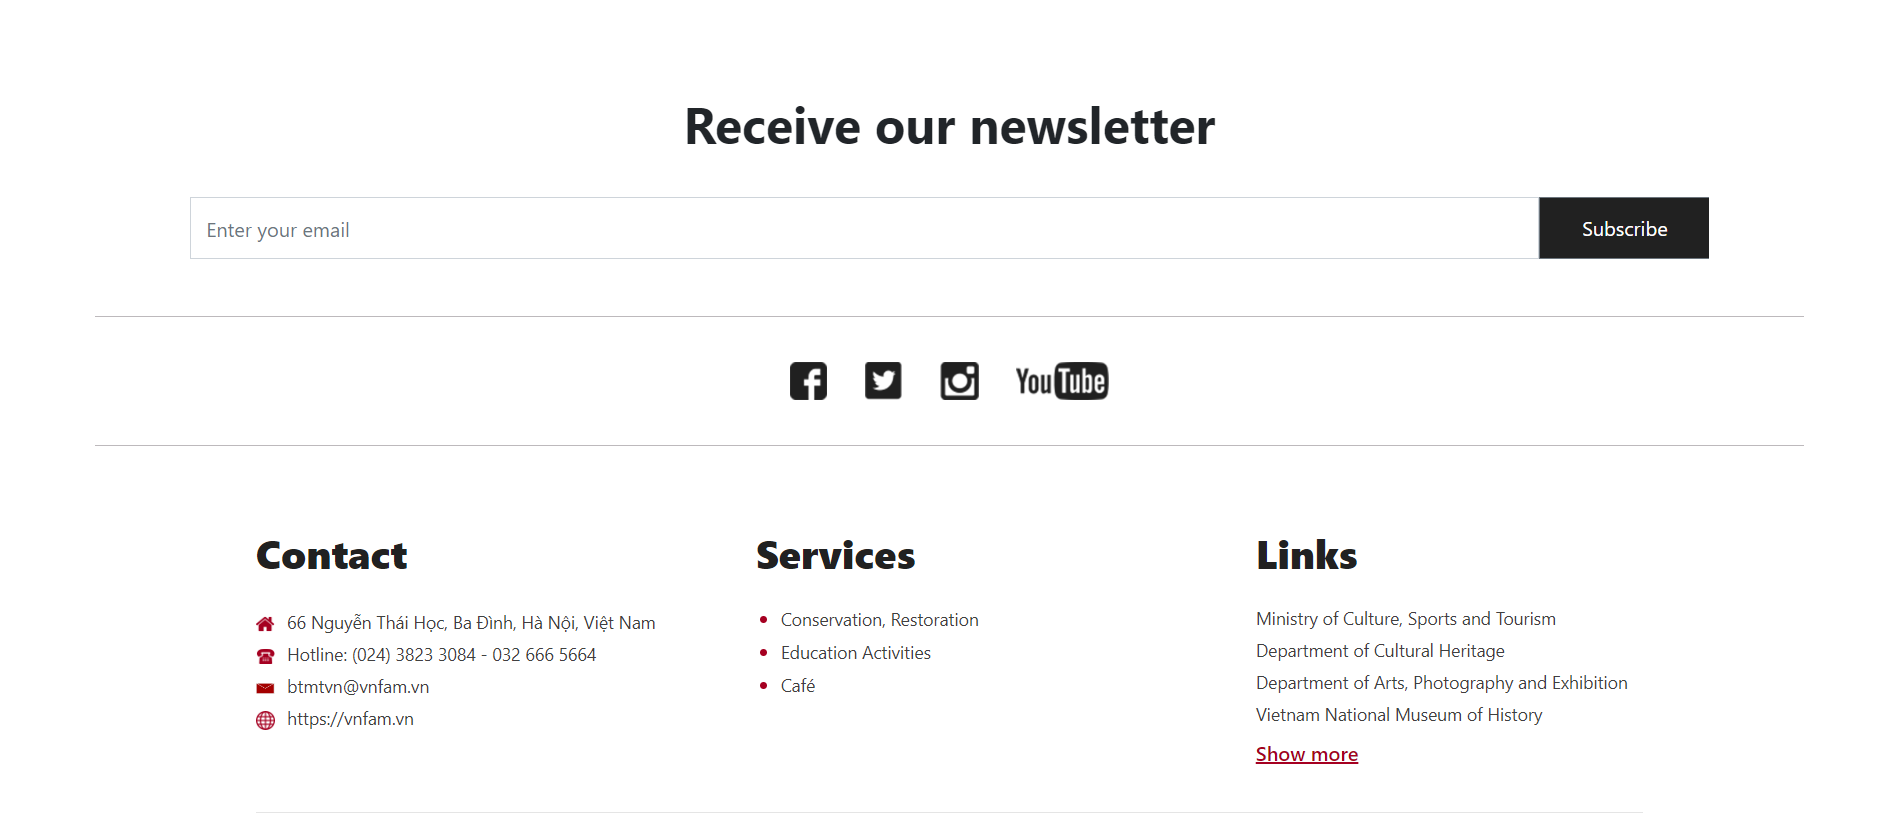 Receive our newsletter
Enter your email
Subscribe
YouTube
Contact
66 Nguyễn Thái Học, Ba Đình, Hà Nội, Việt Nam
Hotline: (024) 3823 3084 - 032 666 5664
btmtvn@vnfam.vn
https://vnfam.vn
Services
Conservation, Restoration
Education Activities
Café
Links
Ministry of Culture, Sports and Tourism
Department of Cultural Heritage
Department of Arts, Photography and Exhibition
Vietnam National Museum of History
Show more